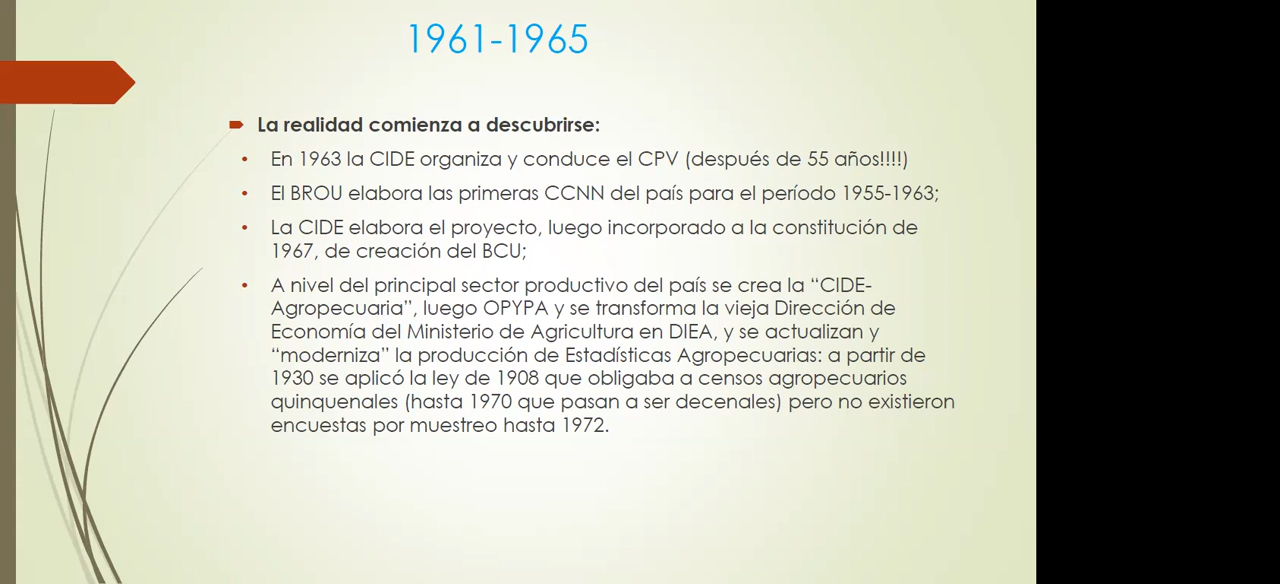 1961-1965
La realidad comienza a descubrirse:
• En 1963 la CIDE organiza y conduce el CPV (después de 55 años!!!!)
• El BROU elabora las primeras CCNN del país para el período 1955-1963;
• La CIDE elabora el proyecto, luego incorporado a la constitución de
1967, de creación del BCU;
• A nivel del principal sector productivo del país se crea la “CIDE-
Agropecuaria”, luego OPYPA y se transforma la vieja Dirección de
Economía del Ministerio de Agricultura en DIEA, y se actualizan y
“moderniza” la producción de Estadísticas Agropecuarias: a partir de
1930 se aplicó la ley de 1908 que obligaba a censos agropecuarios
quinquenales (hasta 1970 que pasan a ser decenales) pero no existieron
encuestas por muestreo hasta 1972.